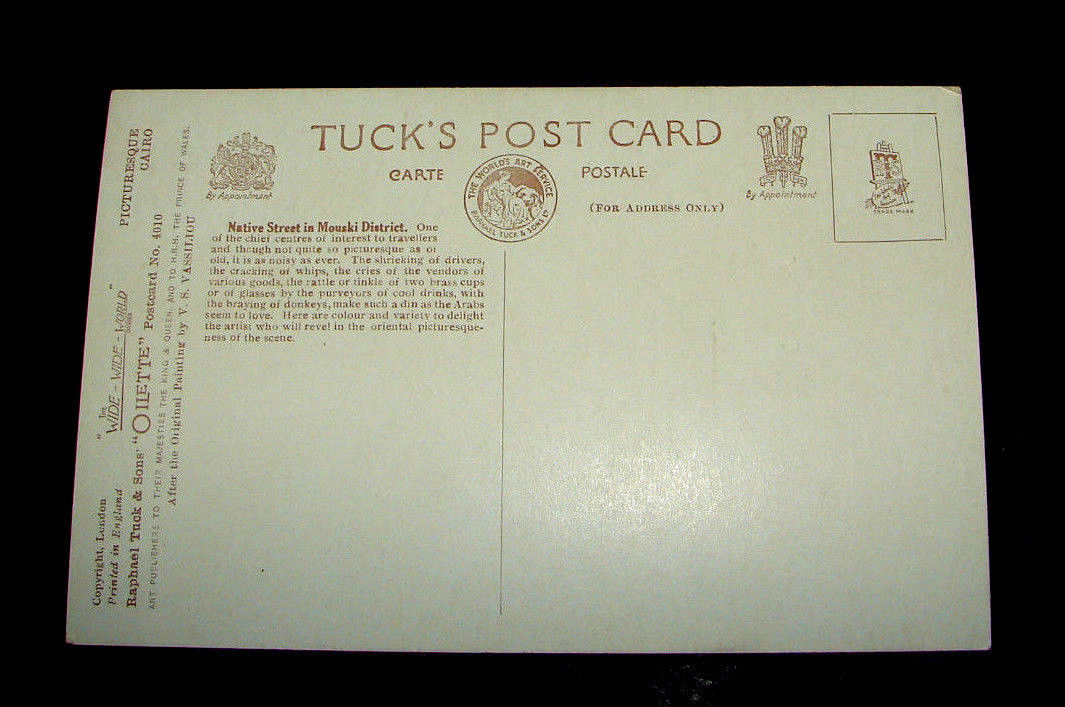 TUCK'S POST CARD
CARTE POSTALE
(FOR ADDRESS ONLY)
By Appointment
THE WORLD'S ART SERVICE
RAPHAEL TUCK & SONS LD
By Appointment
TRADE MARK
Native Street in Mouski District. One
of the chief centres of interest to travellers
and though not quite so picturesque as of
old, it is as noisy as ever. The shrieking of drivers,
the cracking of whips, the cries of the vendors of
various goods, the rattle or tinkle of two brass cups
or of glasses by the purveyors of cool drinks, with
the braying of donkeys, make such a din as the Arabs
seem to love. Here are colour and variety to delight
the artist who will revel in the oriental picturesque-
ness of the scene.
Copyright, London
Printed in England
"THE WIDE-WIDE-WORLD"
PICTURESQUE
CAIRO
Raphael Tuck & Sons' "OILETTE" Postcard No. 4010
ART PUBLISHERS TO THEIR MAJESTIES THE KING & QUEEN, AND TO H.R.H. THE PRINCE OF WALES.
After the Original Painting by V. S. VASSILIOU